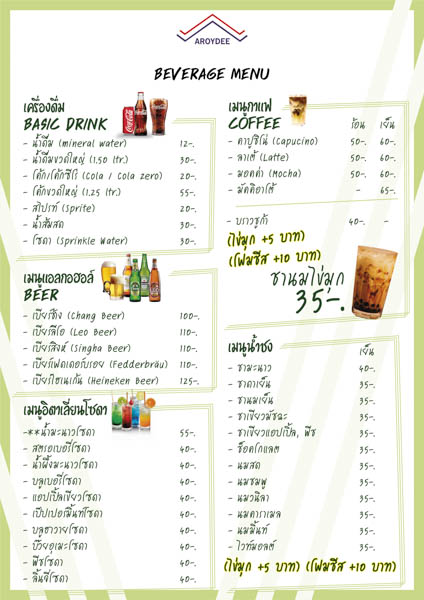 AROYDEE
BEVERAGE MENU
เครื่องดื่ม
BASIC DRINK
- น้ำดื่ม (mineral water) 12-.
- น้ำดื่มขวดใหญ่ (1.50 ltr.) 30-.
- โค้ก/โค้กซีโร่ (Cola / Cola zero) 20-.
- โค้กขวดใหญ่ (1.25 ltr.) 55-.
- สไปรท์ (Sprite) 20-.
- น้ำส้มสด 30-.
- โซดา (Sprinkle Water) 30-.
เมนูแอลกอฮอล์
BEER
- เบียร์ช้าง (Chang Beer) 100-.
- เบียร์ลีโอ (Leo Beer) 110-.
- เบียร์สิงห์ (Singha Beer) 110-.
- เบียร์เฟดเดอร์บรอย (Fedderbräu) 110-.
- เบียร์ไฮเนเก้น (Heineken Beer) 125-.
เมนูอิตาเลี่ยนโซดา
-**น้ำมะนาวโซดา 55-.
- สตรอเบอรี่โซดา 40-.
- น้ำผึ้งมะนาวโซดา 40-.
- บลูเบอรี่โซดา 40-.
- แอปเปิ้ลเขียวโซดา 40-.
- เป๊ปเปอร์มิ้นท์โซดา 40-.
- บลูฮาวายโซดา 40-.
- บ๊วยอุเมะโซดา 40-.
- พีชโซดา 40-.
- ลิ้นจี่โซดา 40-.
เมนูกาแฟ
COFFEE ร้อน เย็น
- คาปูชิโน่ (Capucino) 50-. 60-.
- ลาเต้ (Latte) 50-. 60-.
- มอคค่า (Mocha) 50-. 60-.
- มัคคิอาโต้ - 65-.
- บราวชูก้า 40-. -
(ไข่มุก +5 บาท)
(โฟมชีส +10 บาท)
ชานมไข่มุก
35-.
เมนูน้ำชง เย็น
- ชามะนาว 40-.
- ชาดำเย็น 35-.
- ชานมเย็น 35-.
- ชาเขียวมัชฉะ 35-.
- ชาเขียวแอปเปิ้ล, พีช 35-.
- ช็อคโกแลต 35-.
- นมสด 35-.
- นมชมพู 35-.
- นมวนิลา 35-.
- นมคาราเมล 35-.
- นมมิ้นท์ 35-.
- ไวท์มอลต์ 35-.
(ไข่มุก +5 บาท) (โฟมชีส +10 บาท)